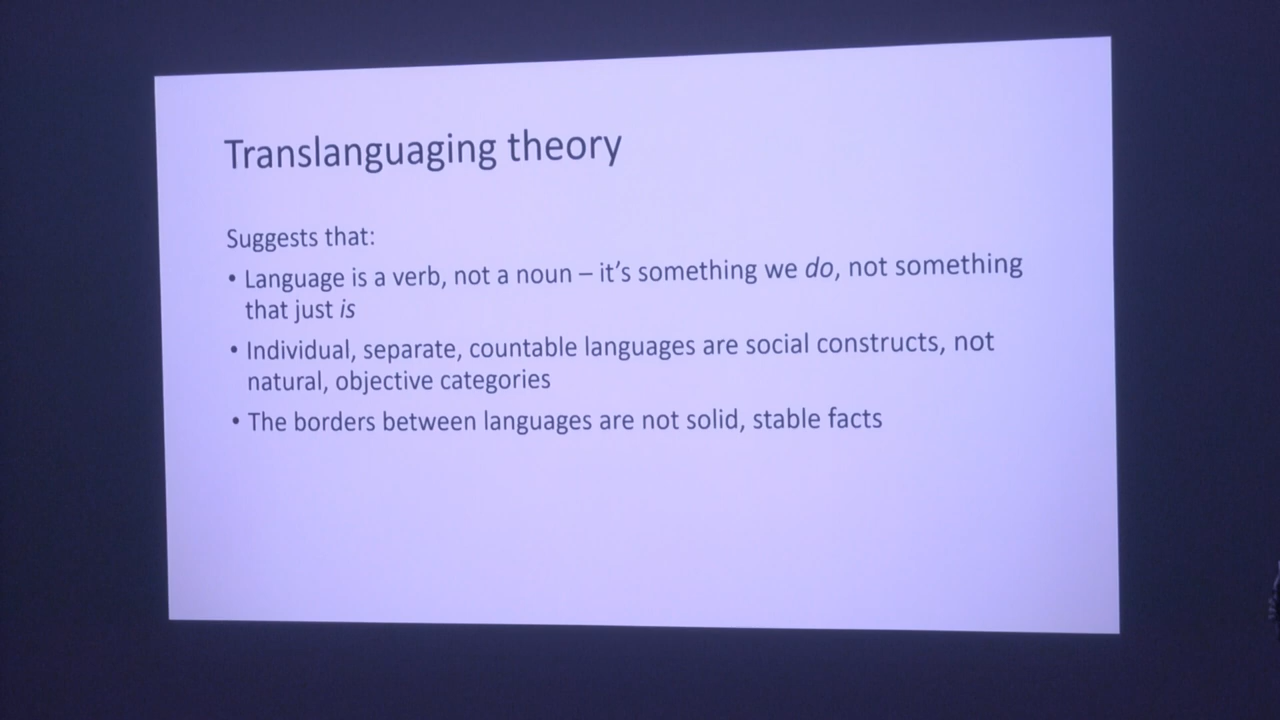 Translanguaging theory
Suggests that:
• Language is a verb, not a noun – it's something we do, not something
that just is
• Individual, separate, countable languages are social constructs, not
natural, objective categories
• The borders between languages are not solid, stable facts